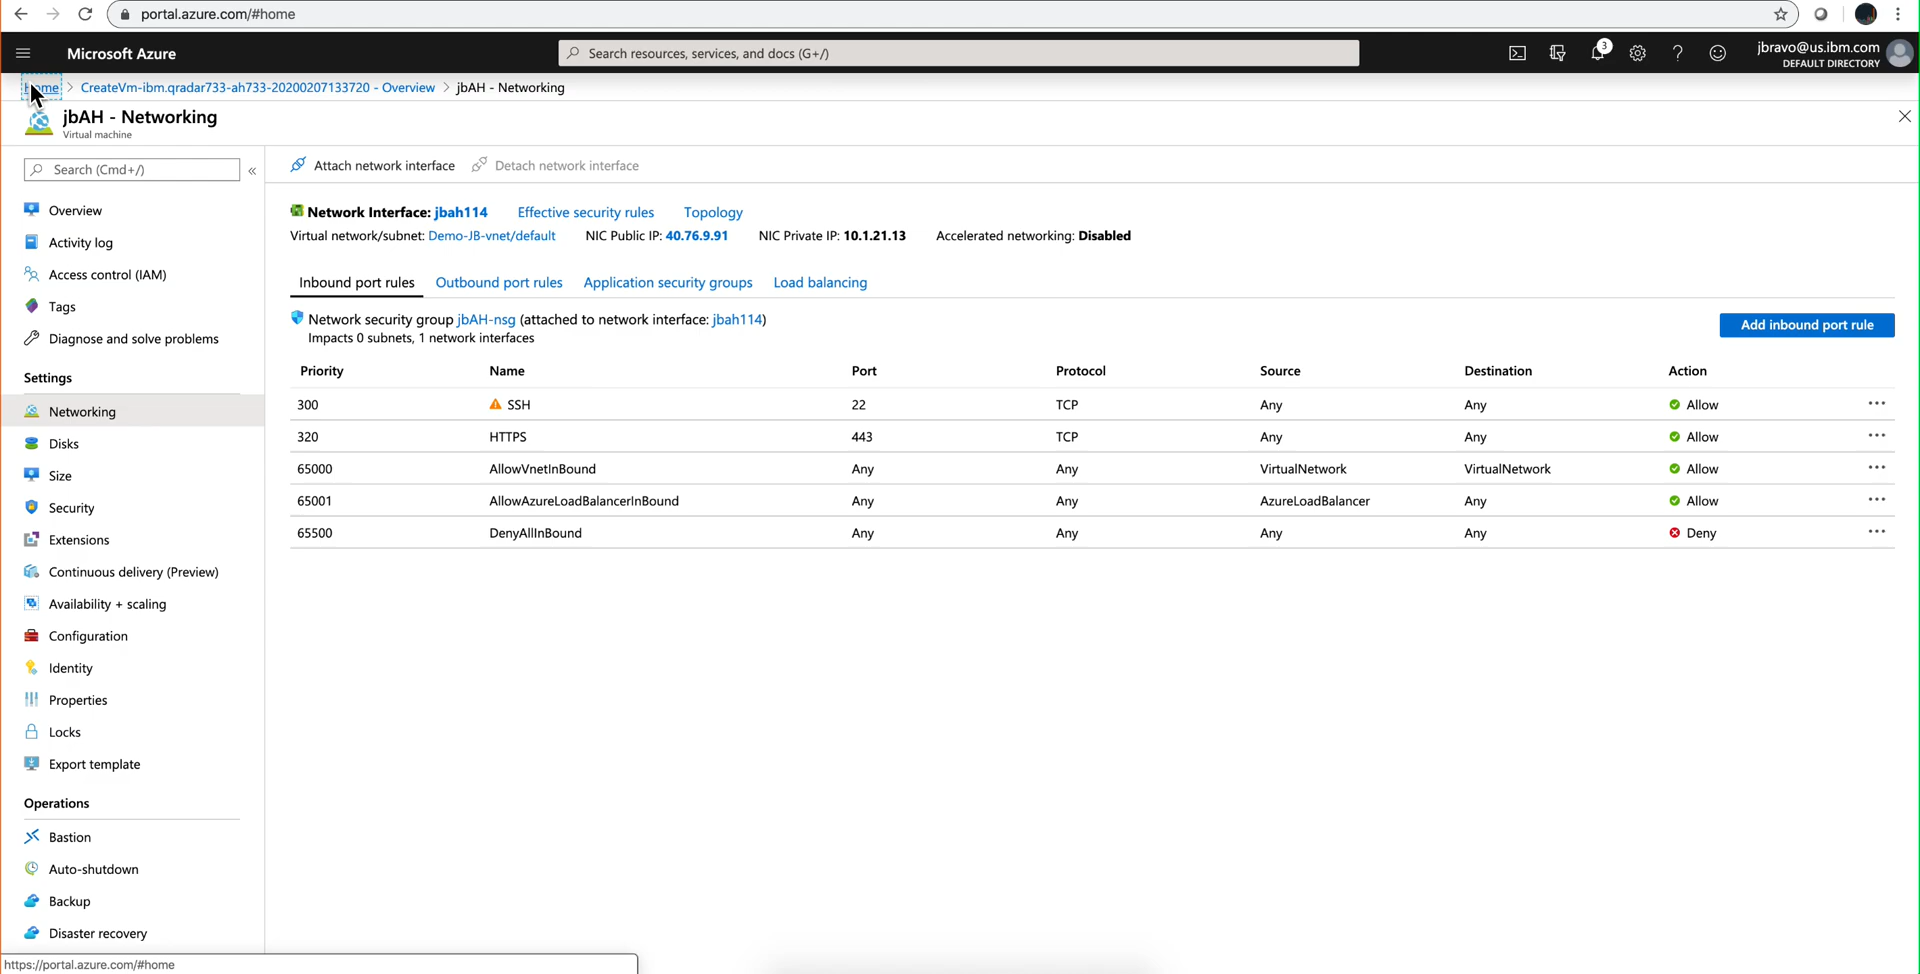 portal.azure.com/#home
Microsoft Azure
Search resources, services, and docs (G+/)
3
jbravo@us.ibm.com
DEFAULT DIRECTORY
Home > CreateVm-ibm.qradar733-ah733-20200207133720 - Overview > jbAH - Networking
jbAH - Networking
Virtual machine
Search (Cmd+/)
«
Overview
Activity log
Access control (IAM)
Tags
Diagnose and solve problems
Settings
Networking
Disks
Size
Security
Extensions
Continuous delivery (Preview)
Availability + scaling
Configuration
Identity
Properties
Locks
Export template
Operations
Bastion
Auto-shutdown
Backup
Disaster recovery
https://portal.azure.com/#home
Attach network interface Detach network interface
Network Interface: jbah114 Effective security rules Topology
Virtual network/subnet: Demo-JB-vnet/default NIC Public IP: 40.76.9.91 NIC Private IP: 10.1.21.13 Accelerated networking: Disabled
Inbound port rules Outbound port rules Application security groups Load balancing
Network security group jbAH-nsg (attached to network interface: jbah114)
Impacts 0 subnets, 1 network interfaces
Add inbound port rule
Priority Name Port Protocol Source Destination Action
300 SSH 22 TCP Any Any Allow
320 HTTPS 443 TCP Any Any Allow
65000 AllowVnetInBound Any Any VirtualNetwork VirtualNetwork Allow
65001 AllowAzureLoadBalancerInBound Any Any AzureLoadBalancer Any Allow
65500 DenyAllInBound Any Any Any Any Deny